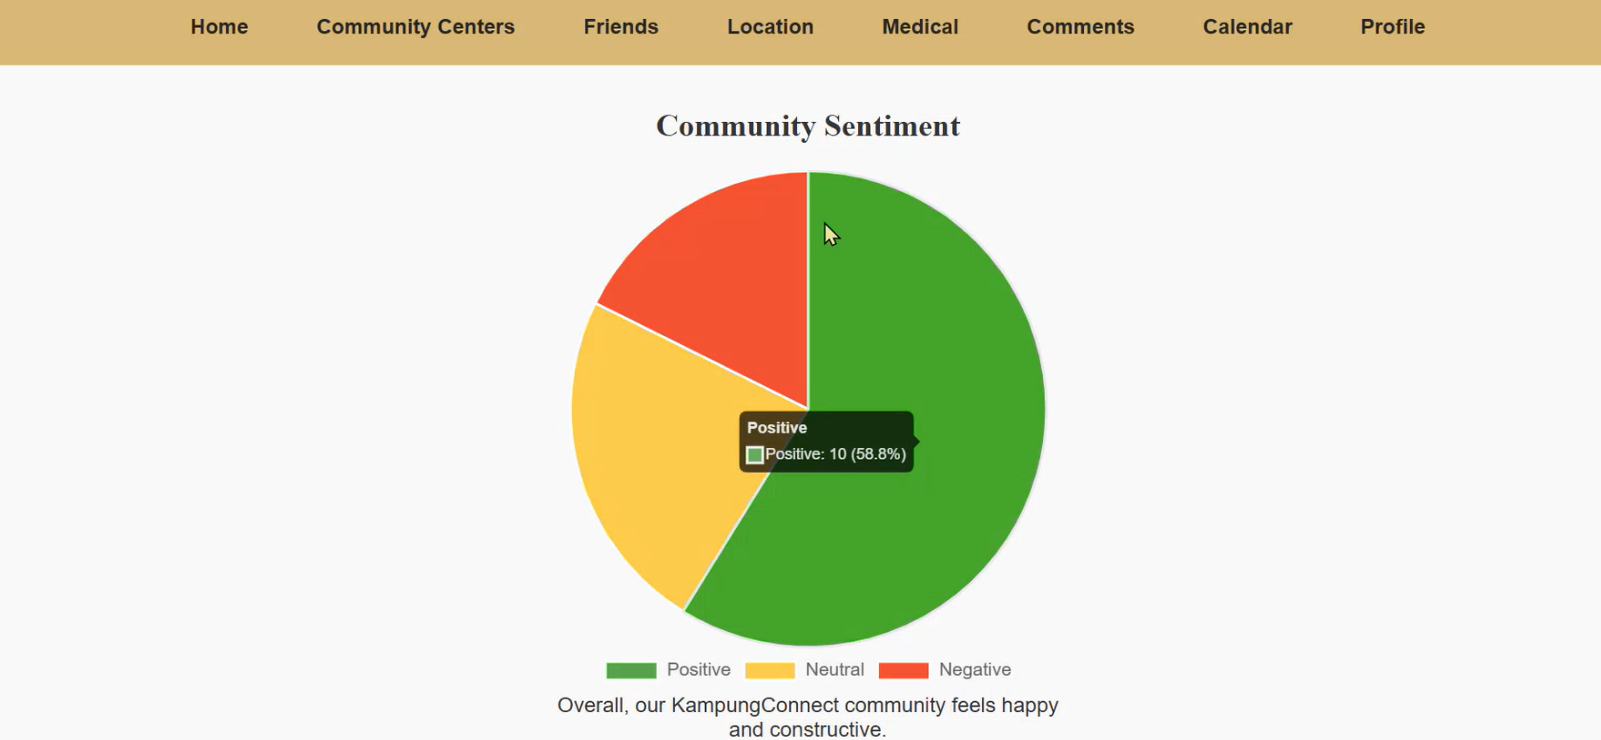 Home Community Centers Friends Location Medical Comments Calendar Profile
Community Sentiment
Positive
Positive: 10 (58.8%)
Positive Neutral Negative
Overall, our KampungConnect community feels happy
and constructive.